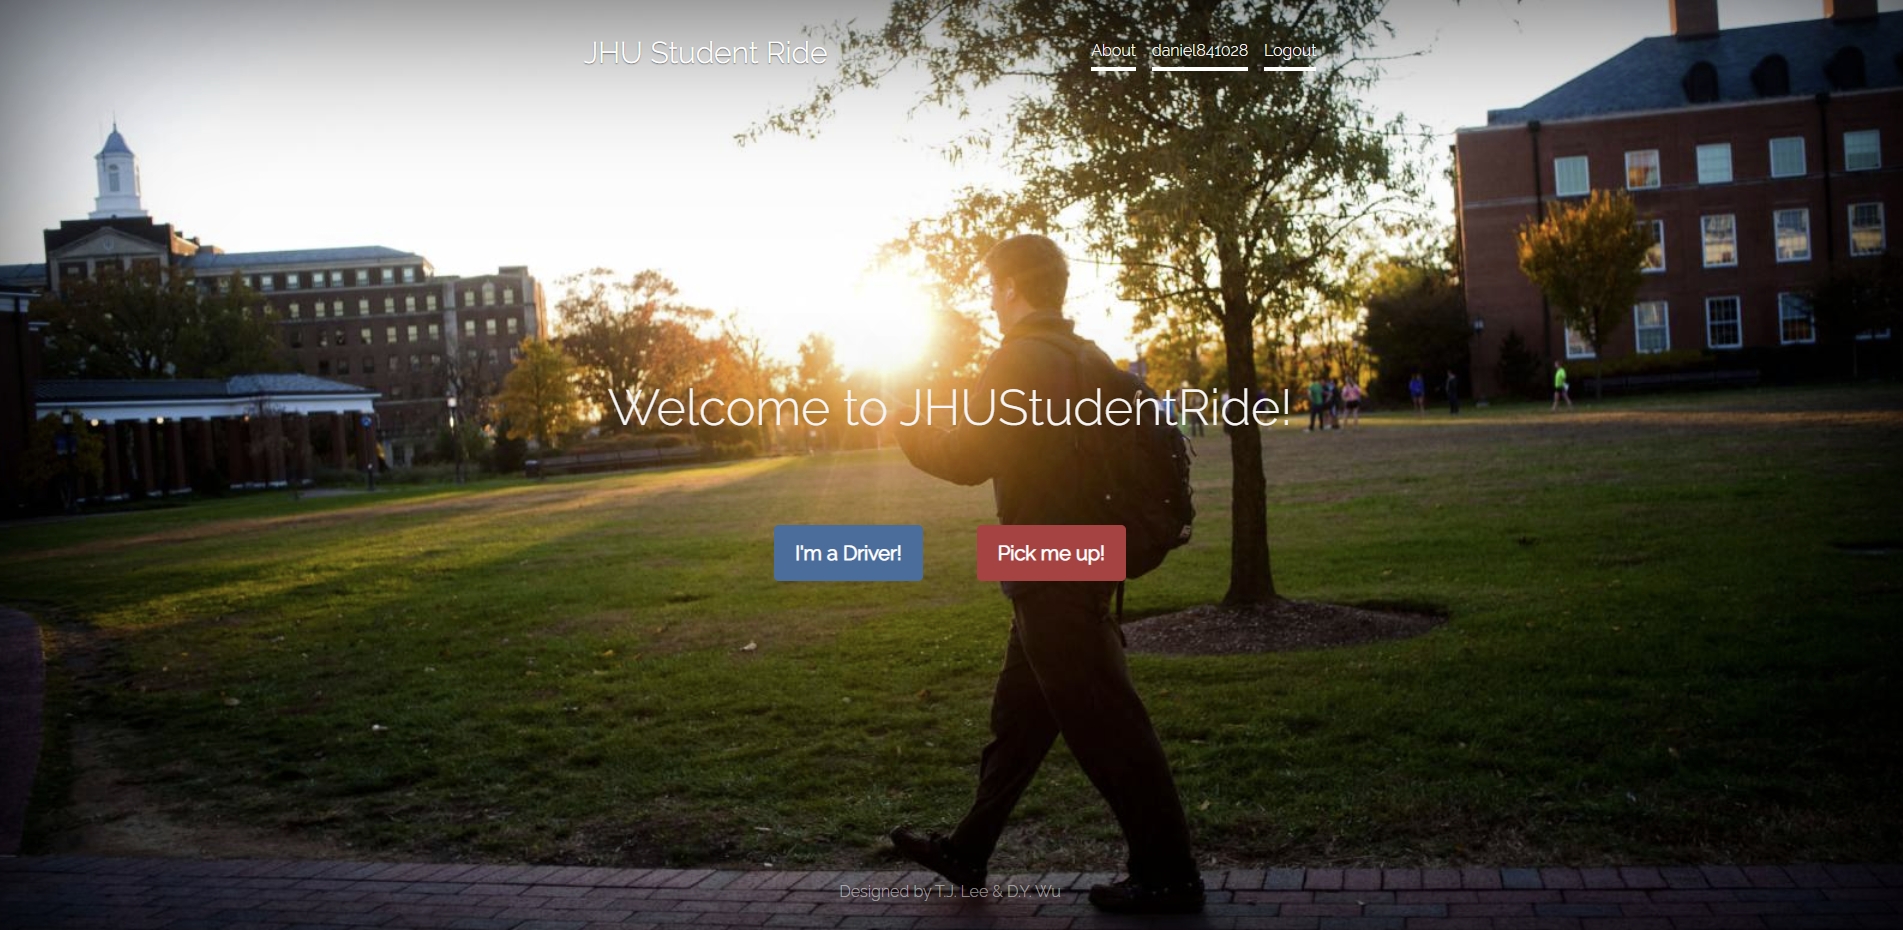 JHU Student Ride
About daniel841028 Logout
Welcome to JHUStudentRide!
I'm a Driver! Pick me up!
Designed by T.J. Lee & D.Y. Wu